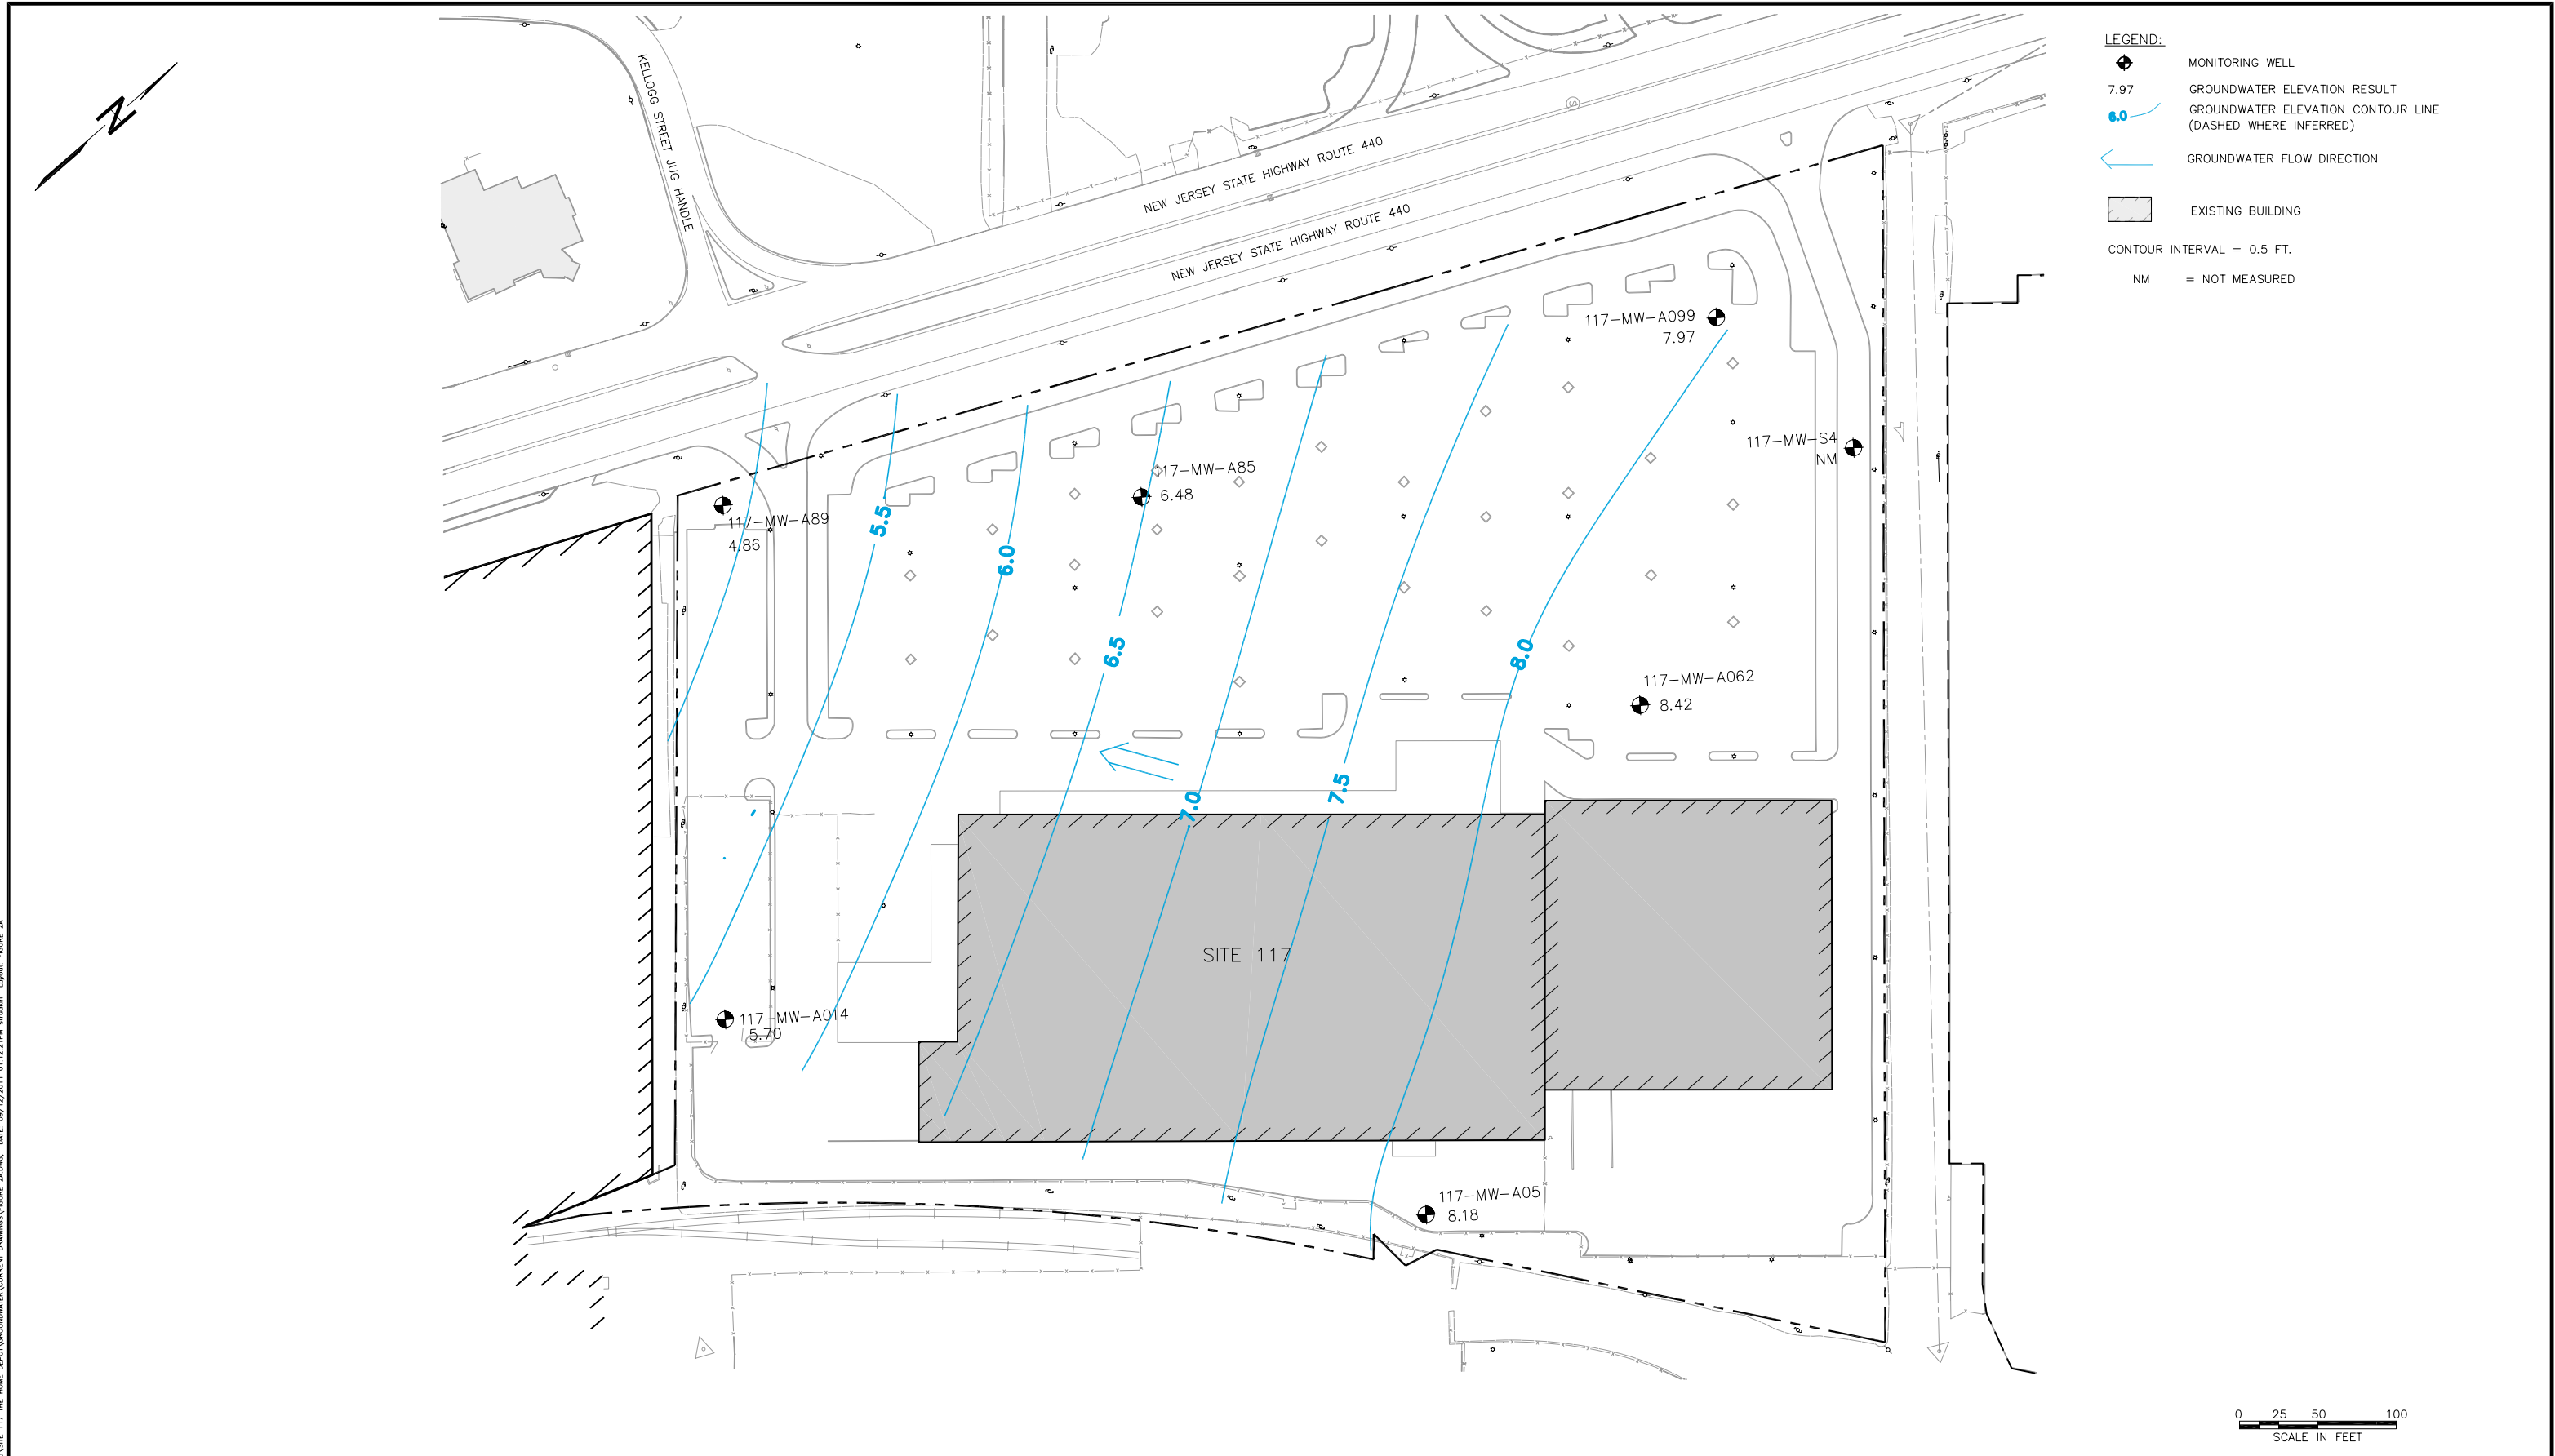 N
KELLOGG STREET JUG HANDLE
NEW JERSEY STATE HIGHWAY ROUTE 440
NEW JERSEY STATE HIGHWAY ROUTE 440
S
LEGEND:
MONITORING WELL
7.97 GROUNDWATER ELEVATION RESULT
6.0 GROUNDWATER ELEVATION CONTOUR LINE
(DASHED WHERE INFERRED)
GROUNDWATER FLOW DIRECTION
EXISTING BUILDING
CONTOUR INTERVAL = 0.5 FT.
NM = NOT MEASURED
117-MW-A099
7.97
117-MW-S4
NM
117-MW-A85
6.48
117-MW-A89
4.86
5.5
6.0
6.5
8.0
117-MW-A062
8.42
7.0
7.5
SITE 117
117-MW-A014
5.70
117-MW-A05
8.18
0 25 50 100
SCALE IN FEET